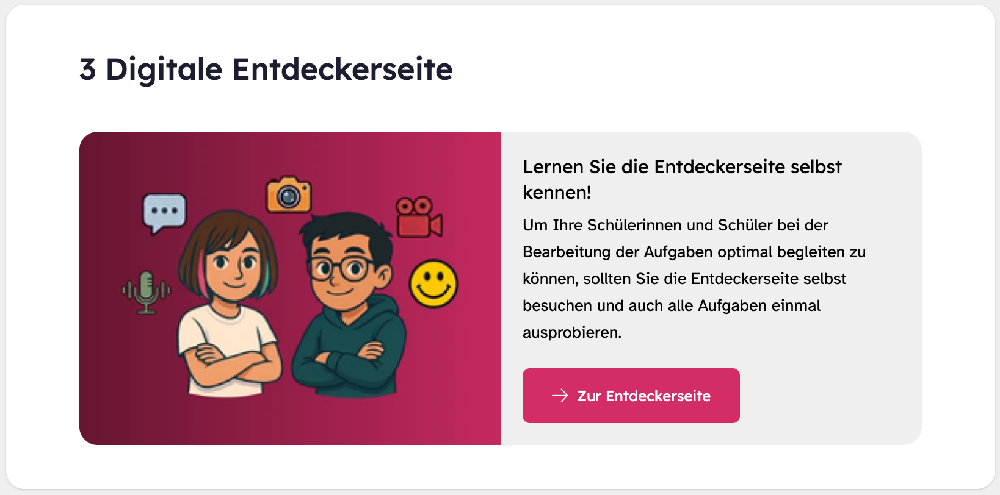 3 Digitale Entdeckerseite
Lernen Sie die Entdeckerseite selbst
kennen!
Um Ihre Schülerinnen und Schüler bei der
Bearbeitung der Aufgaben optimal begleiten zu
können, sollten Sie die Entdeckerseite selbst
besuchen und auch alle Aufgaben einmal
ausprobieren.
→ Zur Entdeckerseite